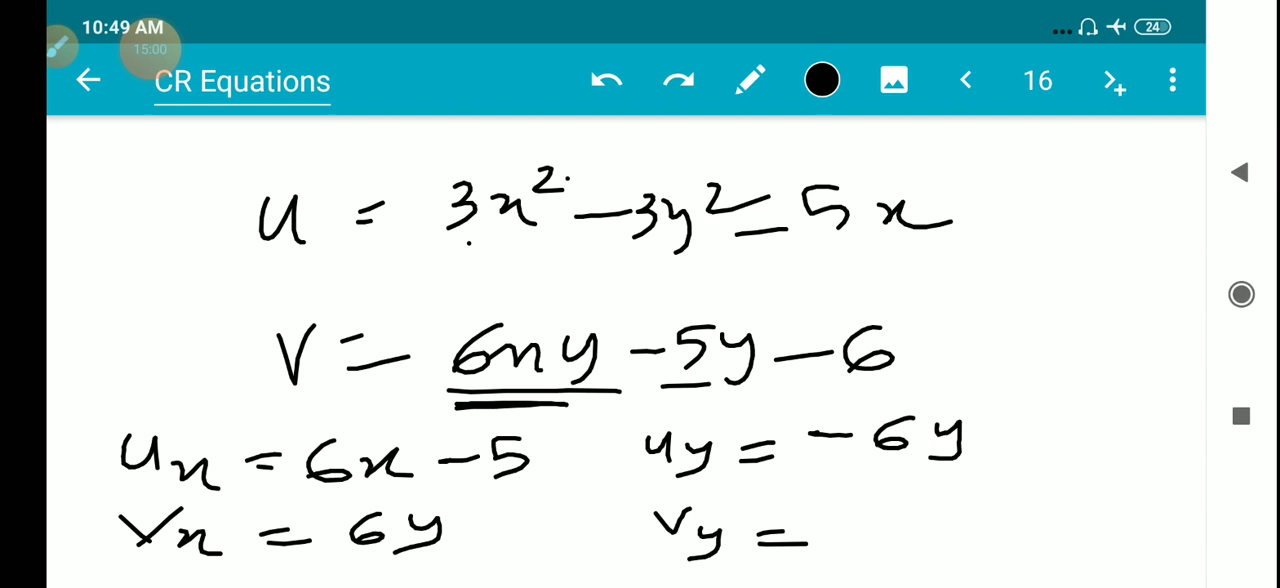 10:49 AM 24
15:00
CR Equations 16
u = 3x² - 3y² - 5x
V = 6xy - 5y - 6
ux = 6x - 5 uy = - 6y
Vx = 6y Vy =